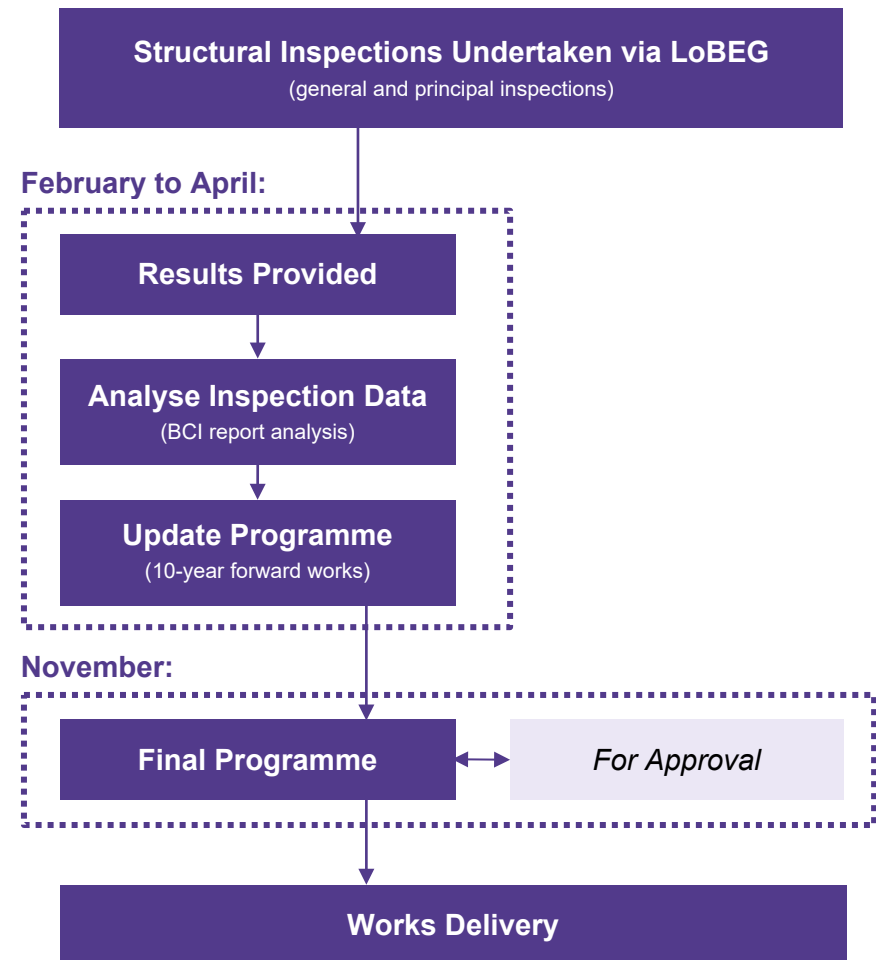 Structural Inspections Undertaken via LoBEG
(general and principal inspections)
February to April:
Results Provided
Analyse Inspection Data
(BCI report analysis)
Update Programme
(10-year forward works)
November:
Final Programme
For Approval
Works Delivery